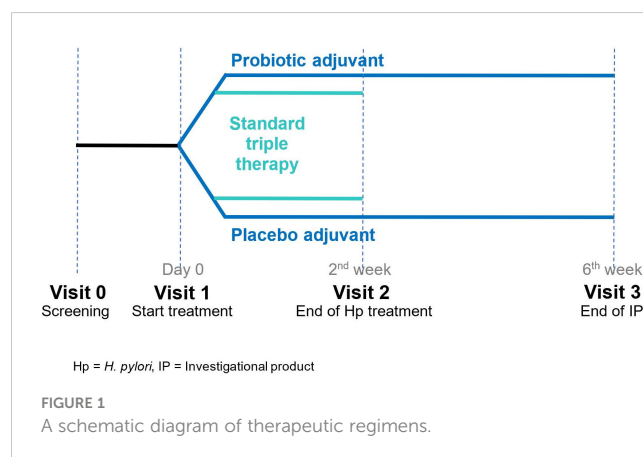 Probiotic adjuvant
Standard
triple
therapy
Placebo adjuvant
Day 0 2nd week 6th week
Visit 0 Visit 1 Visit 2 Visit 3
Screening Start treatment End of Hp treatment End of IP
Hp = H. pylori, IP = Investigational product
FIGURE 1
A schematic diagram of therapeutic regimens.